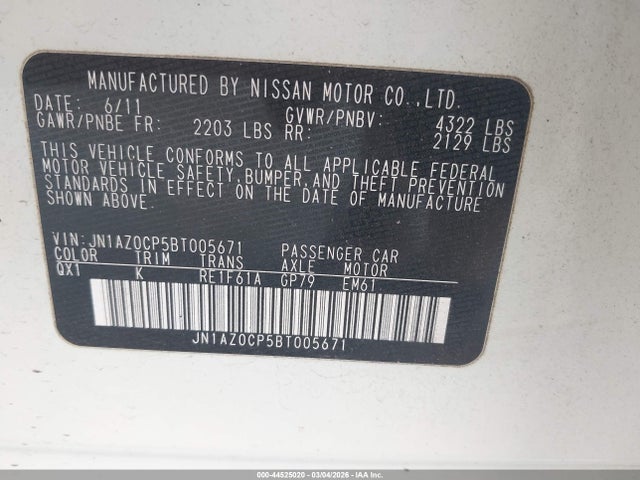 MANUFACTURED BY NISSAN MOTOR CO.,LTD.
DATE: 6/11 GVWR/PNBV: 4322 LBS
GAWR/PNBE FR: 2203 LBS RR: 2129 LBS
THIS VEHICLE CONFORMS TO ALL APPLICABLE FEDERAL
MOTOR VEHICLE SAFETY,BUMPER,AND THEFT PREVENTION
STANDARDS IN EFFECT ON THE DATE OF MANUFACTURE
SHOWN ABOVE.
VIN: JN1AZ0CP5BT005671 PASSENGER CAR
COLOR TRIM TRANS AXLE MOTOR
QX1 K RE1F61A GP79 EM61
JN1AZ0CP5BT005671
000-44525020 - 03/04/2026 - IAA Inc.